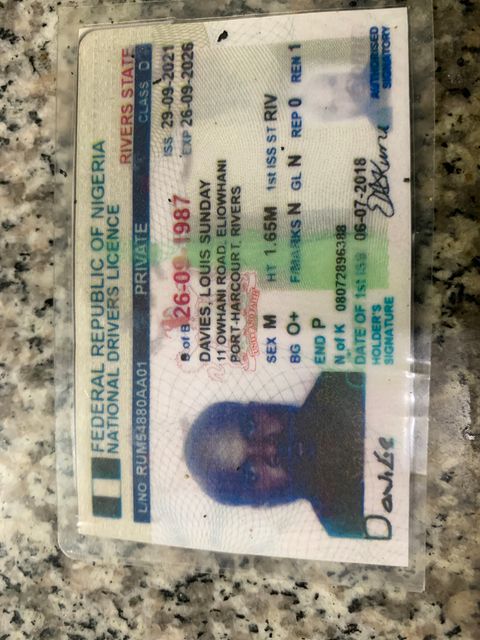 FEDERAL REPUBLIC OF NIGERIA
NATIONAL DRIVERS LICENCE
RIVERS STATE
L/NO RUM54880AA01 PRIVATE CLASS D
ISS 29-09-2021
D of B 26-09-1987 EXP 26-09-2026
DAVIES, LOUIS SUNDAY
11 OWHANI ROAD, ELIOWHANI
PORT-HARCOURT, RIVERS
UNITY AND FAITH
SEX M HT 1.65M 1st ISS ST RIV
BG O+ F/MARKS N GL N REP 0 REN 1
END P
N of K 08072896388
DATE OF 1st ISS 06-07-2018
HOLDER'S
SIGNATURE
AUTHORISED
SIGNATORY